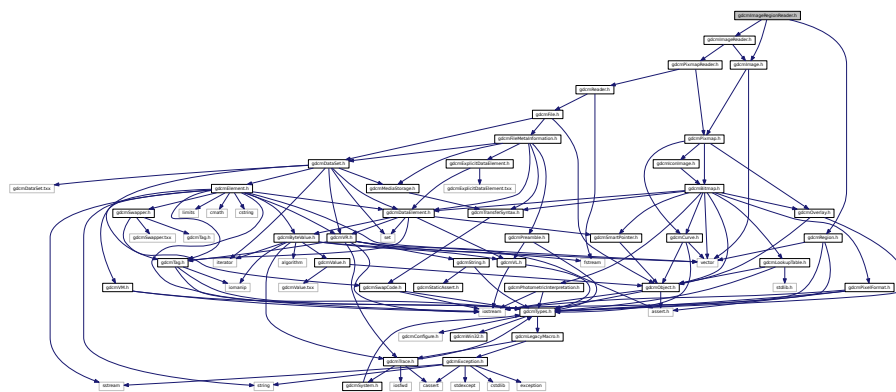 gdcmImageRegionReader.h
gdcmImageReader.h
gdcmPixmapReader.h
gdcmImage.h
gdcmReader.h
gdcmFile.h
gdcmFileMetaInformation.h
gdcmPixmap.h
gdcmDataSet.h
gdcmExplicitDataElement.h
gdcmIconImage.h
gdcmDataSet.txx
gdcmElement.h
gdcmMediaStorage.h
gdcmExplicitDataElement.txx
gdcmBitmap.h
gdcmSwapper.h
limits
cmath
cstring
gdcmDataElement.h
gdcmTransferSyntax.h
gdcmOverlay.h
gdcmSwapper.txx
gdcmTag.h
gdcmByteValue.h
gdcmVR.h
set
gdcmPreamble.h
gdcmSmartPointer.h
gdcmCurve.h
gdcmRegion.h
gdcmTag.h
iterator
algorithm
gdcmValue.h
gdcmString.h
gdcmVL.h
fstream
vector
gdcmLookupTable.h
gdcmVM.h
iomanip
gdcmValue.txx
gdcmSwapCode.h
gdcmStaticAssert.h
gdcmPhotometricInterpretation.h
gdcmObject.h
stdlib.h
gdcmPixelFormat.h
iostream
gdcmTypes.h
assert.h
gdcmConfigure.h
gdcmWin32.h
gdcmLegacyMacro.h
gdcmTrace.h
gdcmException.h
sstream
string
gdcmSystem.h
iosfwd
cassert
stdexcept
cstdlib
exception